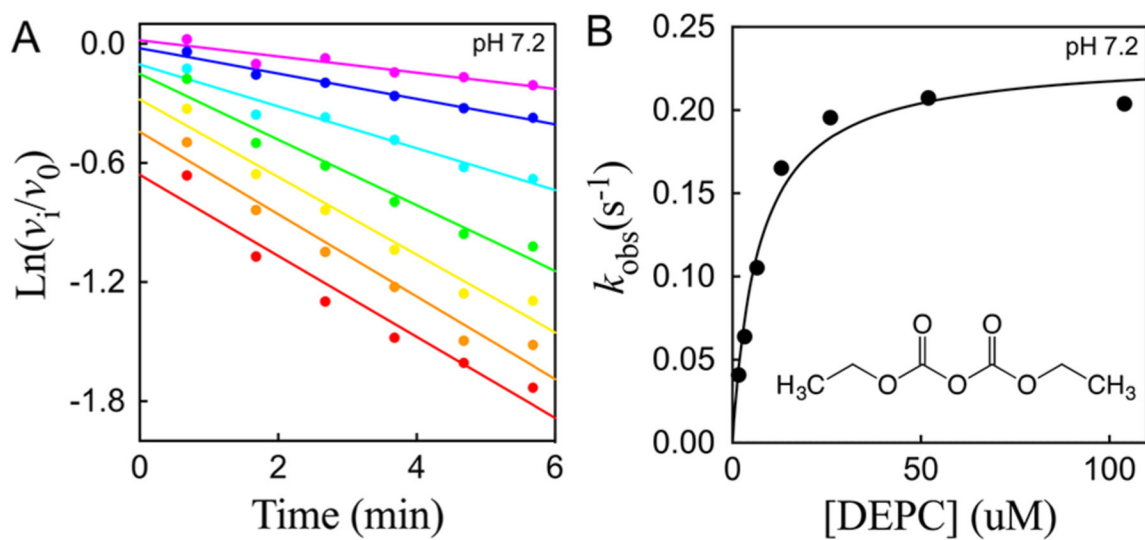 A
pH 7.2
0.0
-0.6
-1.2
-1.8
Ln(vi/v0)
0
2
4
6
Time (min)
B
pH 7.2
0.25
0.20
0.15
0.10
0.05
0.00
kobs(s-1)
O
O
H3C
O
O
O
CH3
0
50
100
[DEPC] (uM)